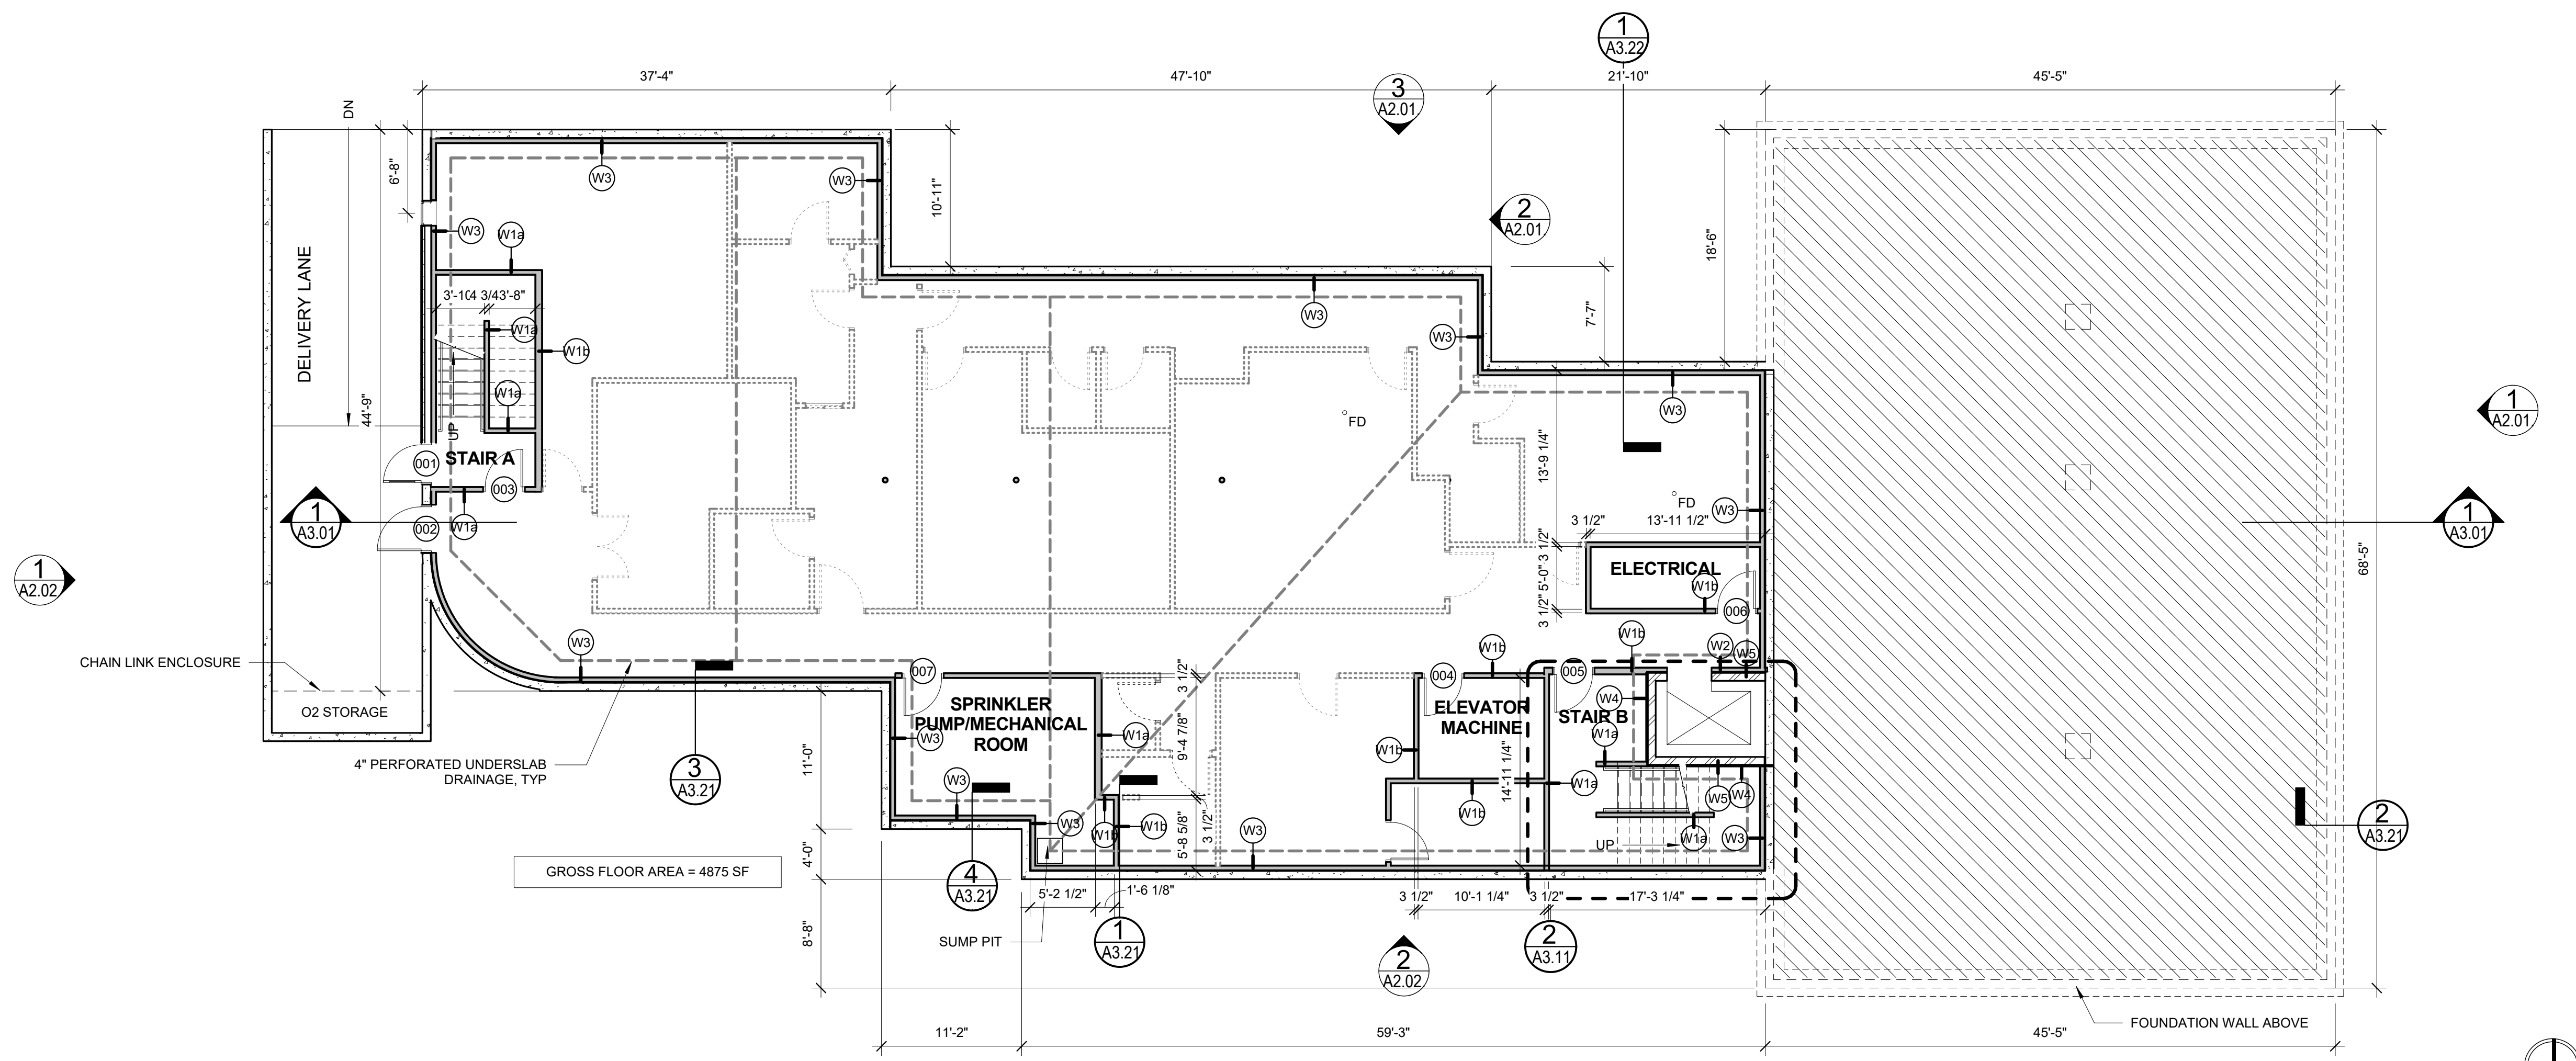 1
A3.22
37'-4"
47'-10"
21'-10"
45'-5"
3
A2.01
DN
6'-8"
W3
W3
10'-11"
2
A2.01
18'-6"
DELIVERY LANE
44'-9"
W3
W1a
3'-10
4 3/4
3'-8"
W1a
W1b
W1a
UP
W3
W3
7'-7"
W3
1
A2.01
FD
13'-9 1/4"
001
STAIR A
003
W1a
002
1
A3.01
FD
W3
3 1/2"
13'-11 1/2"
1
A3.01
1
A2.02
3 1/2"
5'-0"
3 1/2"
ELECTRICAL
W1b
006
68'-5"
W3
W1b
W1b
W2
W5
CHAIN LINK ENCLOSURE
O2 STORAGE
007
3 1/2"
004
005
SPRINKLER
PUMP/MECHANICAL
ROOM
W3
W1a
9'-4 7/8"
ELEVATOR
MACHINE
W4
STAIR B
W1a
W1b
14'-11 1/4"
4" PERFORATED UNDERSLAB
DRAINAGE, TYP
3
A3.21
11'-0"
W3
W1a
W5
W4
W1b
W3
W1b
W1b
5'-8 5/8"
3 1/2"
W3
W1a
W3
UP
2
A3.21
4'-0"
GROSS FLOOR AREA = 4875 SF
4
A3.21
5'-2 1/2"
1'-6 1/8"
3 1/2"
10'-1 1/4"
3 1/2"
17'-3 1/4"
8'-8"
SUMP PIT
1
A3.21
2
A2.02
2
A3.11
11'-2"
59'-3"
45'-5"
FOUNDATION WALL ABOVE